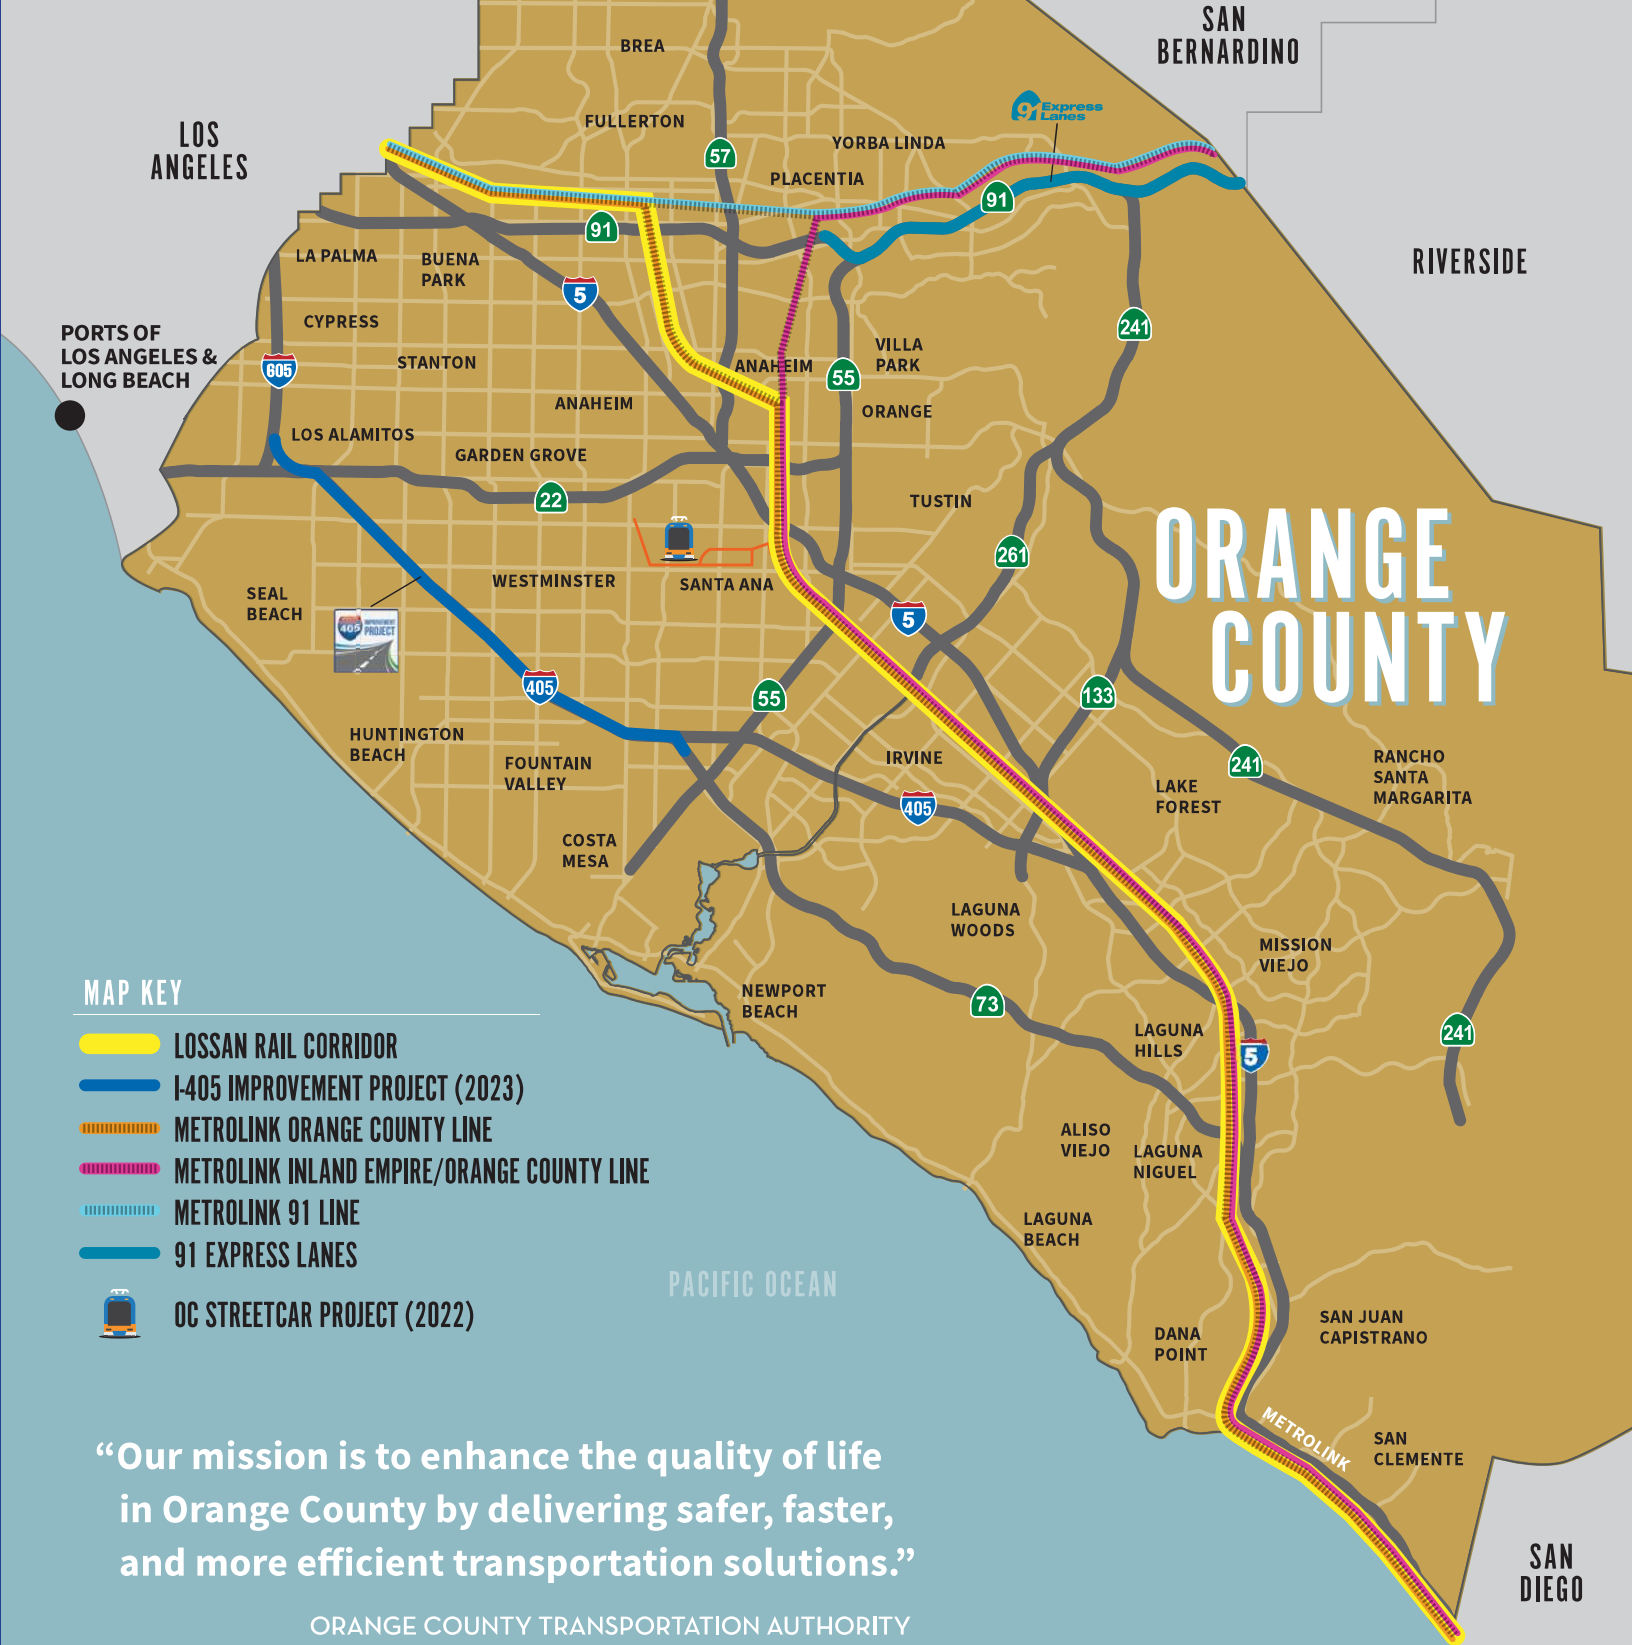 SAN
BERNARDINO
BREA
LOS
ANGELES
FULLERTON
57
91 Express
Lanes
YORBA LINDA
PLACENTIA
91
91
LA PALMA
BUENA
PARK
5
RIVERSIDE
CYPRESS
PORTS OF
LOS ANGELES &
LONG BEACH
605
STANTON
241
VILLA
PARK
ANAHEIM
55
ANAHEIM
ORANGE
LOS ALAMITOS
GARDEN GROVE
22
TUSTIN
ORANGE
COUNTY
261
WESTMINSTER
SANTA ANA
SEAL
BEACH
405 IMPROVEMENT
PROJECT
5
405
55
133
HUNTINGTON
BEACH
FOUNTAIN
VALLEY
IRVINE
241
RANCHO
SANTA
MARGARITA
LAKE
FOREST
405
COSTA
MESA
LAGUNA
WOODS
MISSION
VIEJO
NEWPORT
BEACH
73
LAGUNA
HILLS
5
241
ALISO
VIEJO
LAGUNA
NIGUEL
LAGUNA
BEACH
MAP KEY
LOSSAN RAIL CORRIDOR
I-405 IMPROVEMENT PROJECT (2023)
METROLINK ORANGE COUNTY LINE
METROLINK INLAND EMPIRE/ORANGE COUNTY LINE
METROLINK 91 LINE
91 EXPRESS LANES
OC STREETCAR PROJECT (2022)
PACIFIC OCEAN
SAN JUAN
CAPISTRANO
DANA
POINT
METROLINK
SAN
CLEMENTE
“Our mission is to enhance the quality of life
in Orange County by delivering safer, faster,
and more efficient transportation solutions.”
ORANGE COUNTY TRANSPORTATION AUTHORITY
SAN
DIEGO